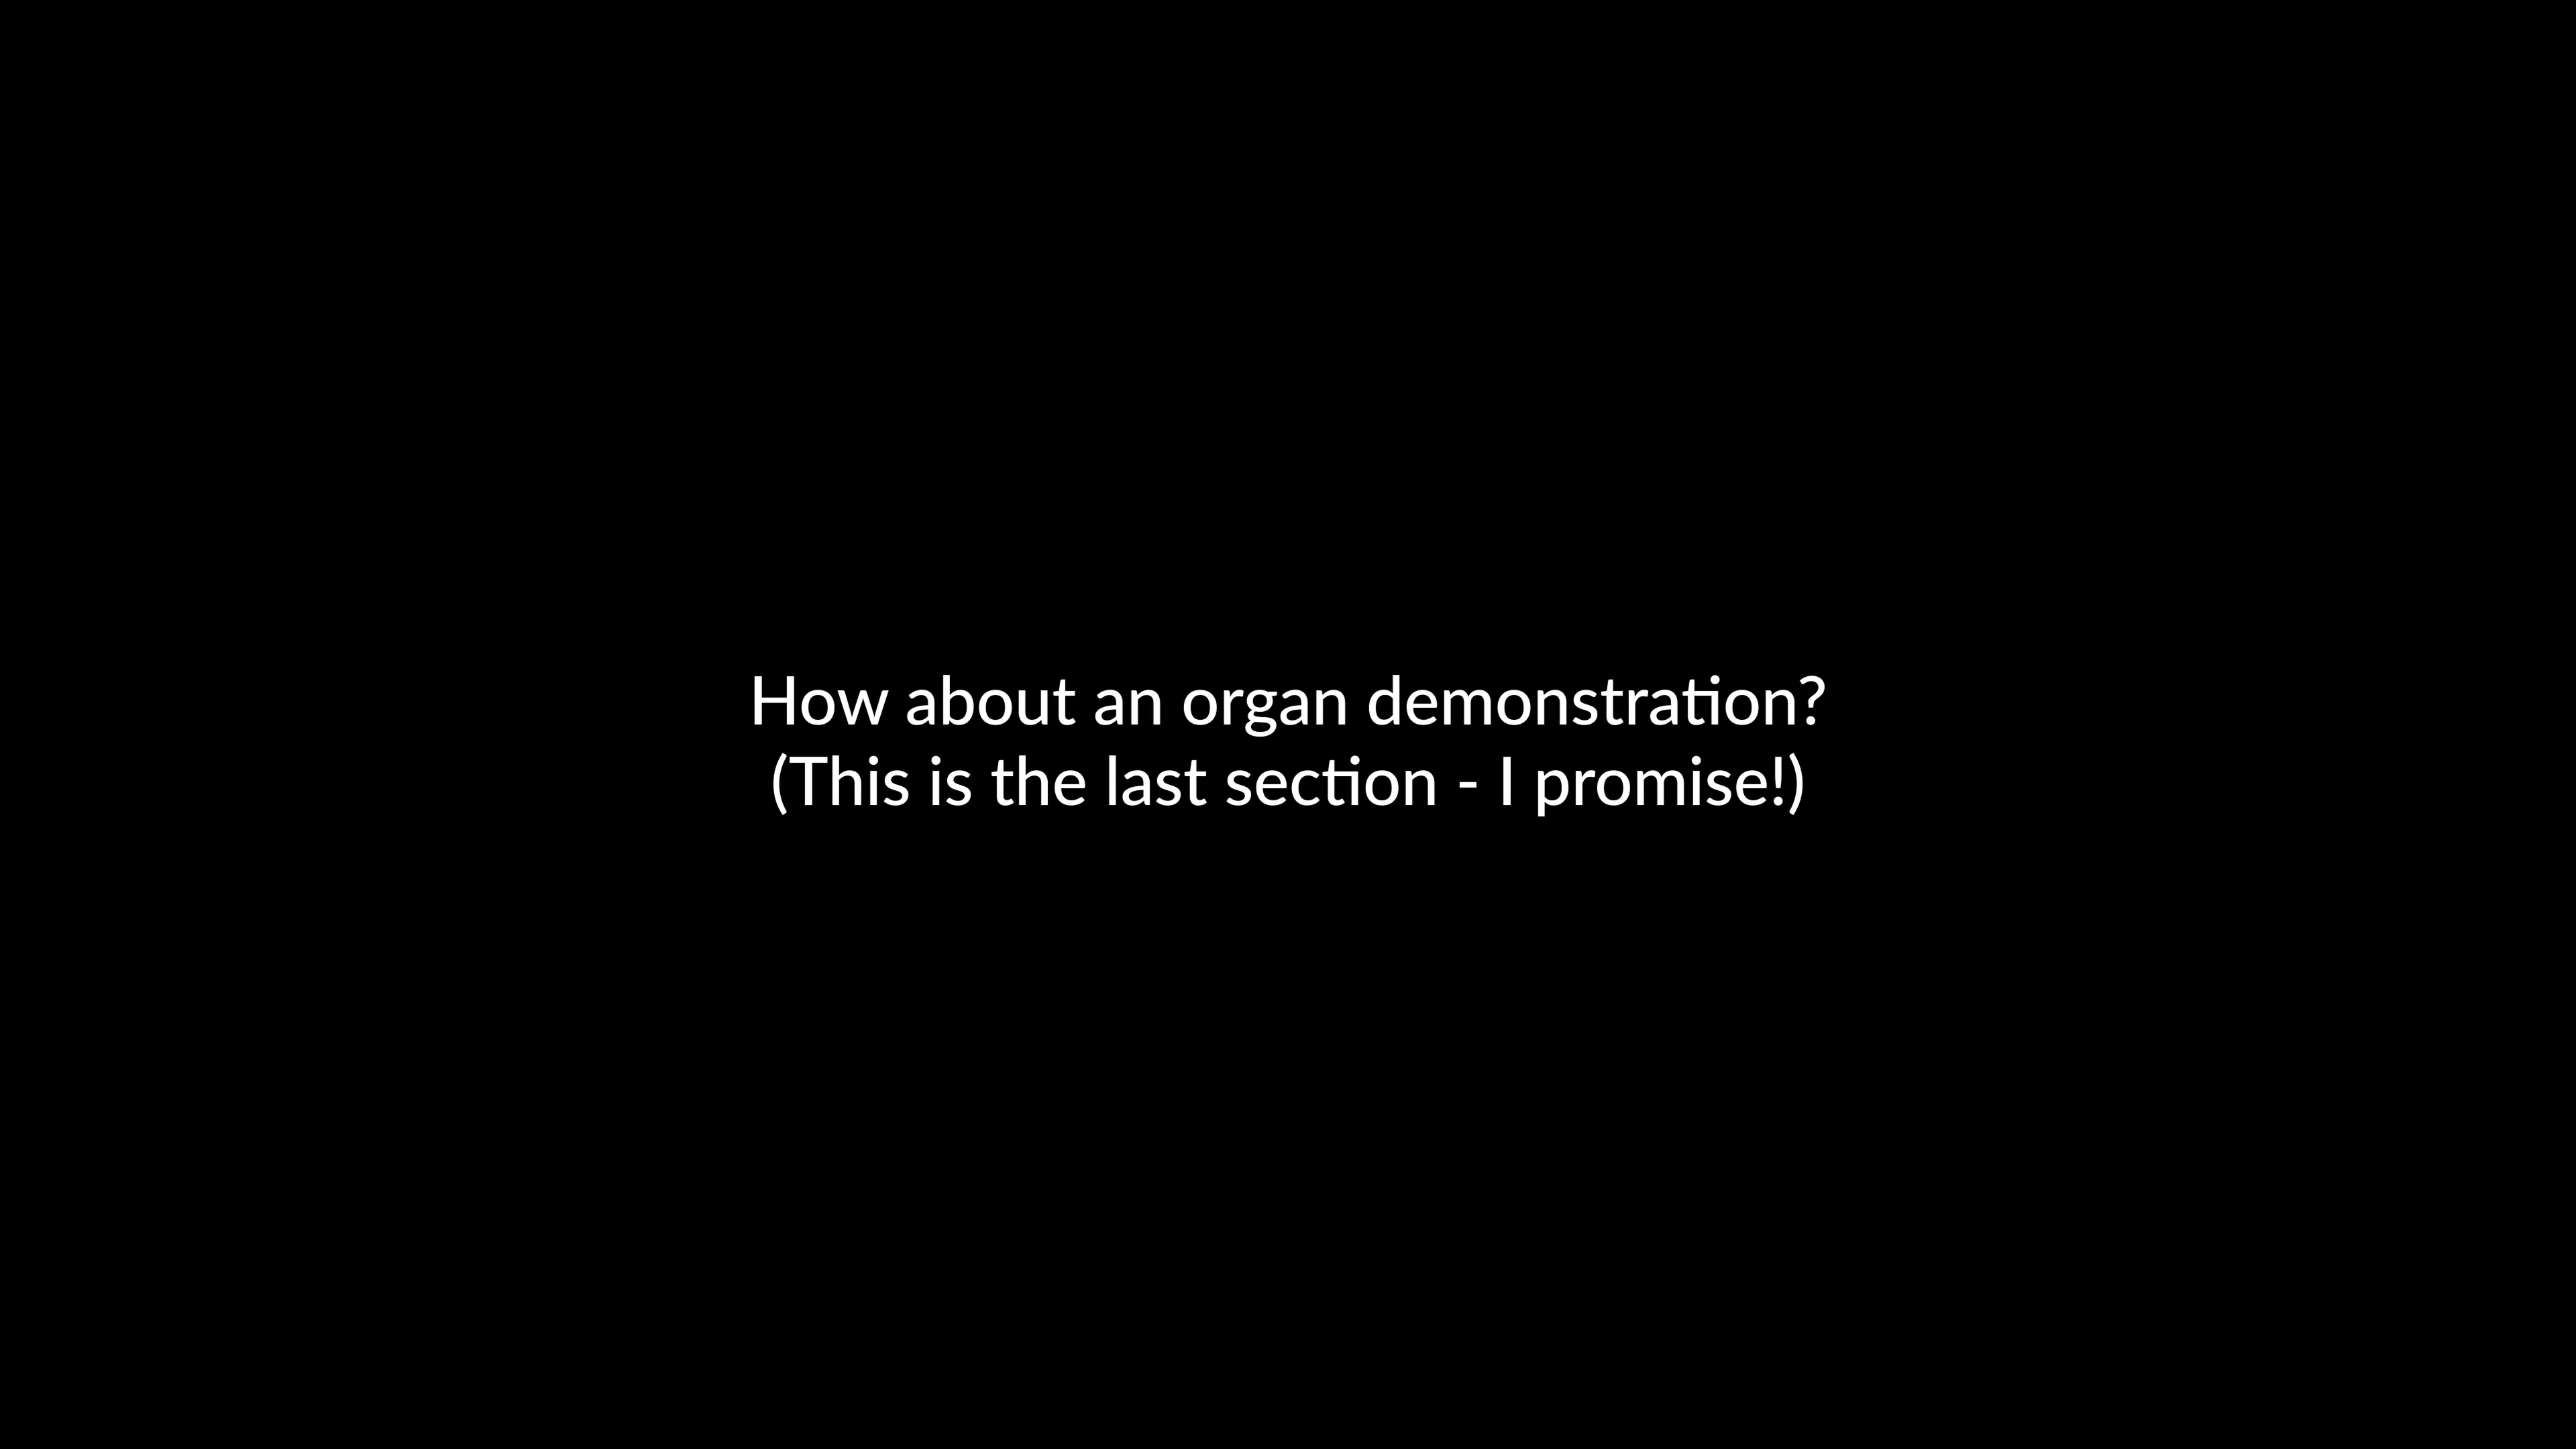 How about an organ demonstration?
(This is the last section - I promise!)